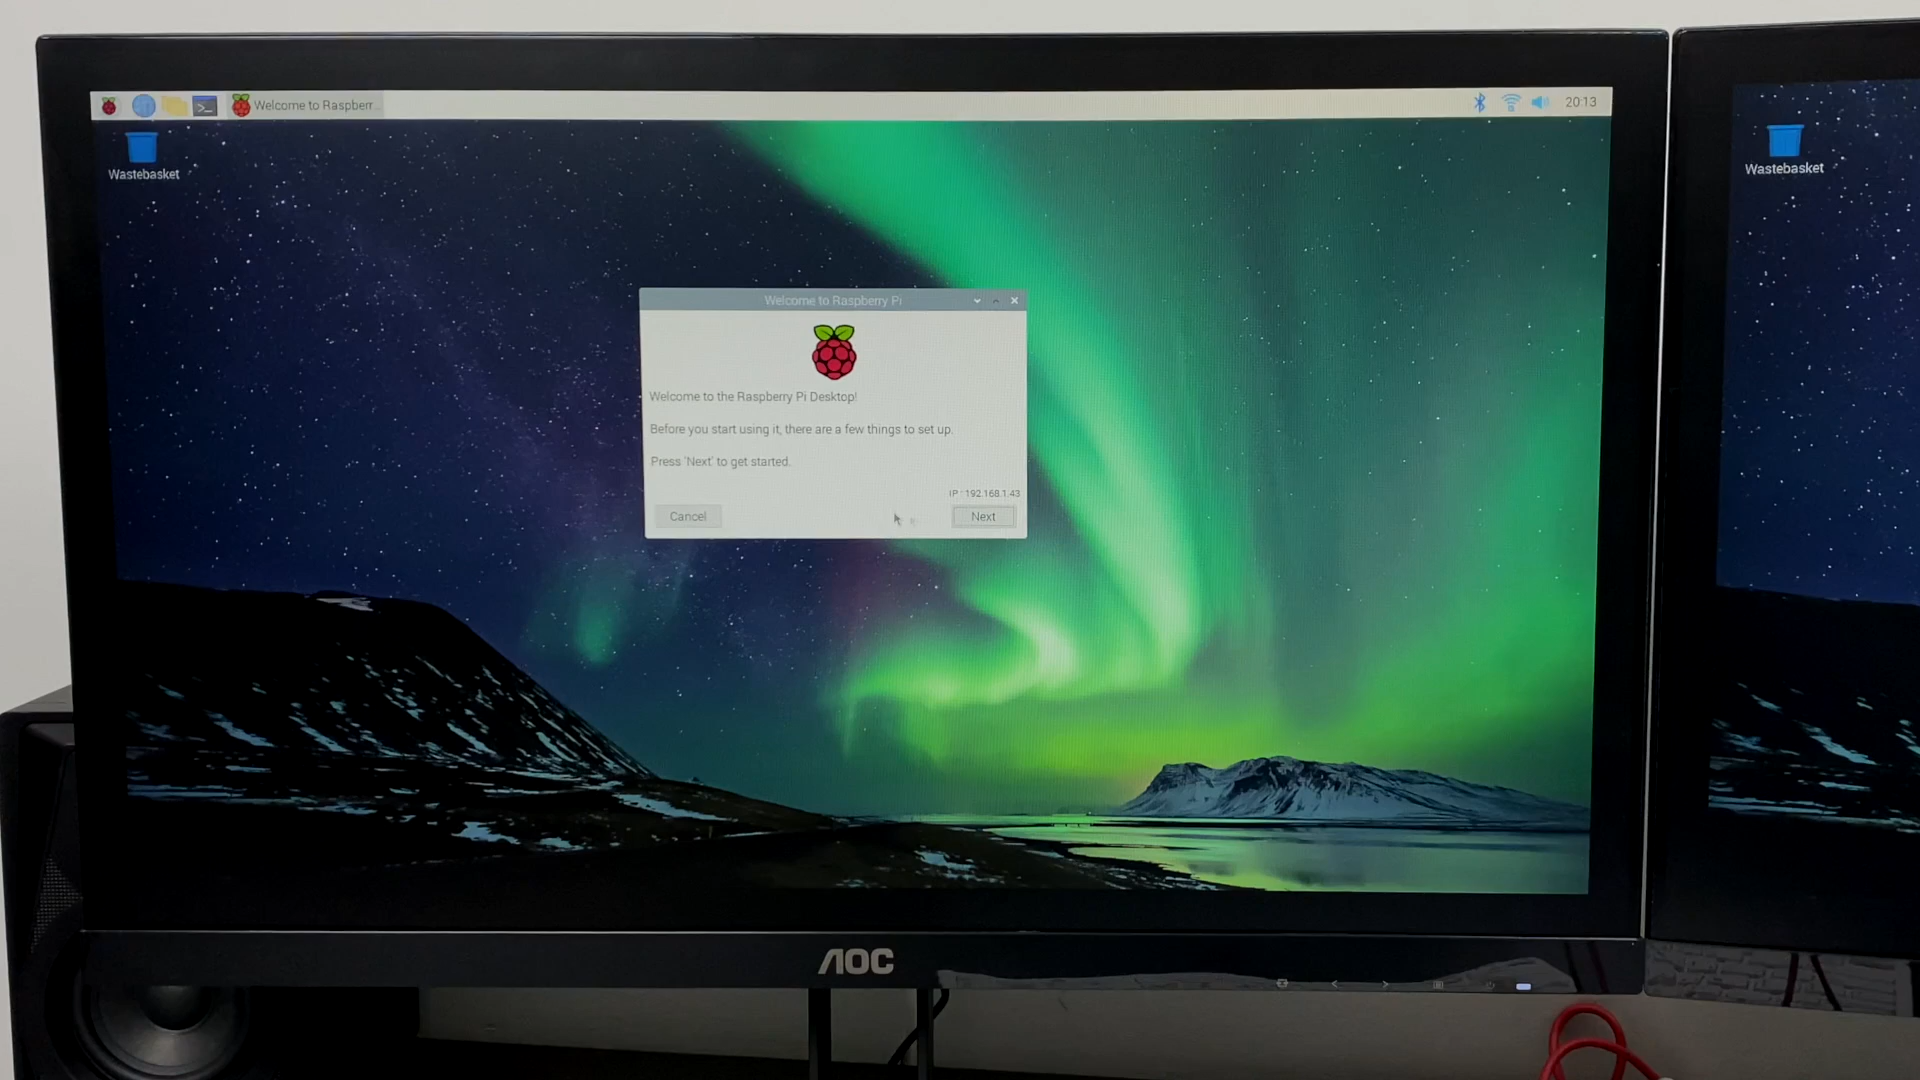 Welcome to Raspberr...
20:13
Wastebasket
Wastebasket
Welcome to Raspberry Pi
Welcome to the Raspberry Pi Desktop!
Before you start using it, there are a few things to set up.
Press 'Next' to get started.
IP : 192.168.1.43
Cancel
Next
AOC